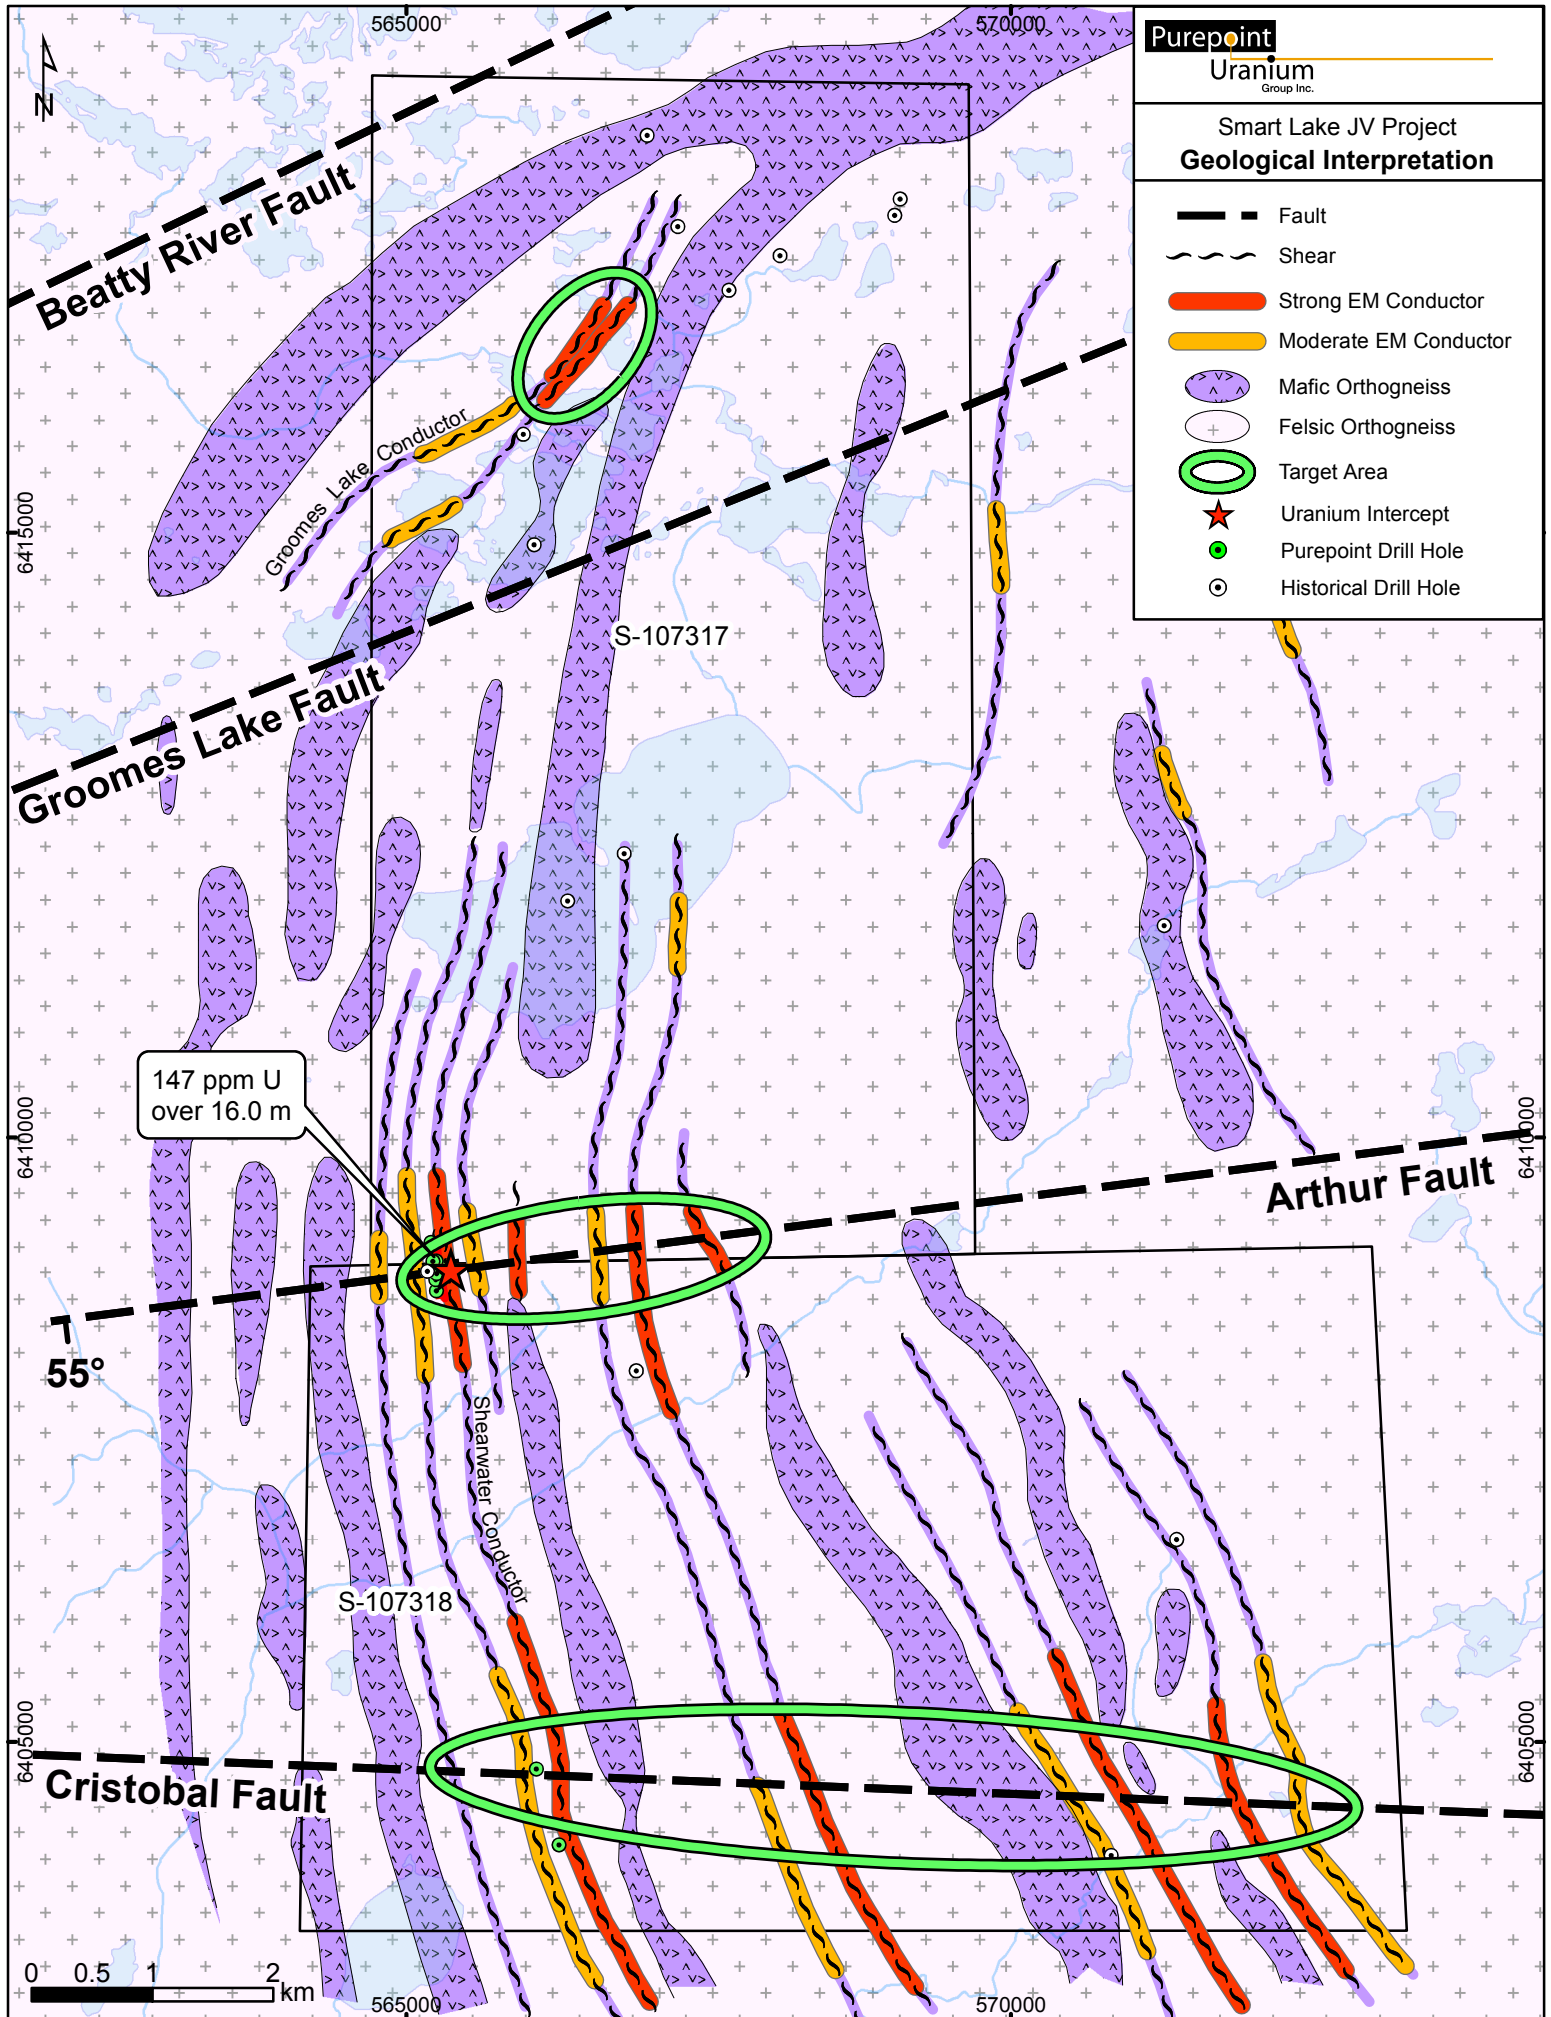 565000
570000
N
Purepoint
Uranium
Group Inc.
Smart Lake JV Project
Geological Interpretation
Fault
Shear
Strong EM Conductor
Moderate EM Conductor
Mafic Orthogneiss
Felsic Orthogneiss
Target Area
Uranium Intercept
Purepoint Drill Hole
Historical Drill Hole
Beatty River Fault
Groomes Lake Conductor
6415000
S-107317
Groomes Lake Fault
147 ppm U
over 16.0 m
6410000
6410000
Arthur Fault
55°
Shearwater Conductor
S-107318
6405000
6405000
Cristobal Fault
0 0.5 1 2
km
565000
570000